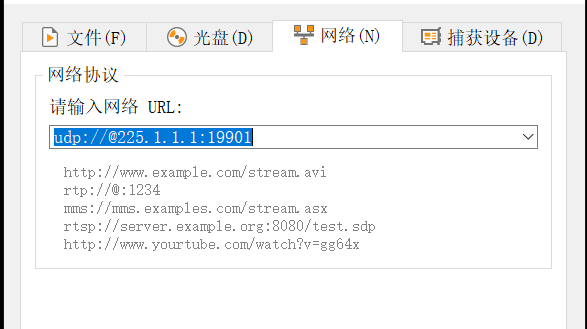 文件(F) 光盘(D) 网络(N) 捕获设备(D)
网络协议
请输入网络 URL:
udp://@225.1.1.1:19901
http://www.example.com/stream.avi
rtp://@:1234
mms://mms.examples.com/stream.asx
rtsp://server.example.org:8080/test.sdp
http://www.yourtube.com/watch?v=gg64x